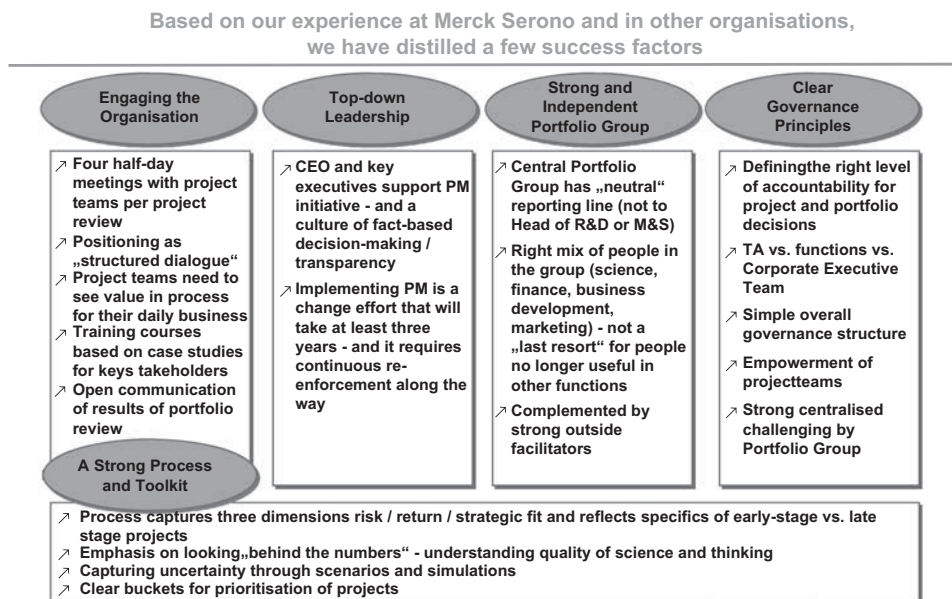 Based on our experience at Merck Serono and in other organisations,
we have distilled a few success factors
Engaging the
Organisation
↗ Four half-day
meetings with project
teams per project
review
↗ Positioning as
„structured dialogue“
↗ Project teams need to
see value in process
for their daily business
↗ Training courses
based on case studies
for keys takeholders
↗ Open communication
of results of portfolio
review
Top-down
Leadership
↗ CEO and key
executives support PM
initiative - and a
culture of fact-based
decision-making /
transparency
↗ Implementing PM is a
change effort that will
take at least three
years - and it requires
continuous re-
enforcement along the
way
Strong and
Independent
Portfolio Group
↗ Central Portfolio
Group has „neutral“
reporting line (not to
Head of R&D or M&S)
↗ Right mix of people in
the group (science,
finance, business
development,
marketing) - not a
„last resort“ for people
no longer useful in
other functions
↗ Complemented by
strong outside
facilitators
Clear
Governance
Principles
↗ Definingthe right level
of accountability for
project and portfolio
decisions
↗ TA vs. functions vs.
Corporate Executive
Team
↗ Simple overall
governance structure
↗ Empowerment of
projectteams
↗ Strong centralised
challenging by
Portfolio Group
A Strong Process
and Toolkit
↗ Process captures three dimensions risk / return / strategic fit and reflects specifics of early-stage vs. late
stage projects
↗ Emphasis on looking„behind the numbers“ - understanding quality of science and thinking
↗ Capturing uncertainty through scenarios and simulations
↗ Clear buckets for prioritisation of projects